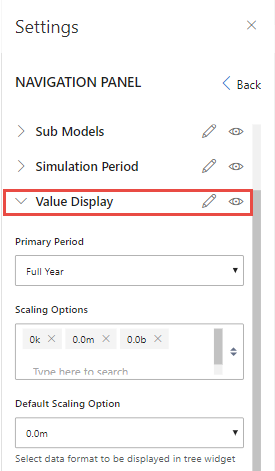 Settings
NAVIGATION PANEL
Back
Sub Models
Simulation Period
Value Display
Primary Period
Full Year
Scaling Options
0k
0.0m
0.0b
Type here to search
Default Scaling Option
0.0m
Select data format to be displayed in tree widget